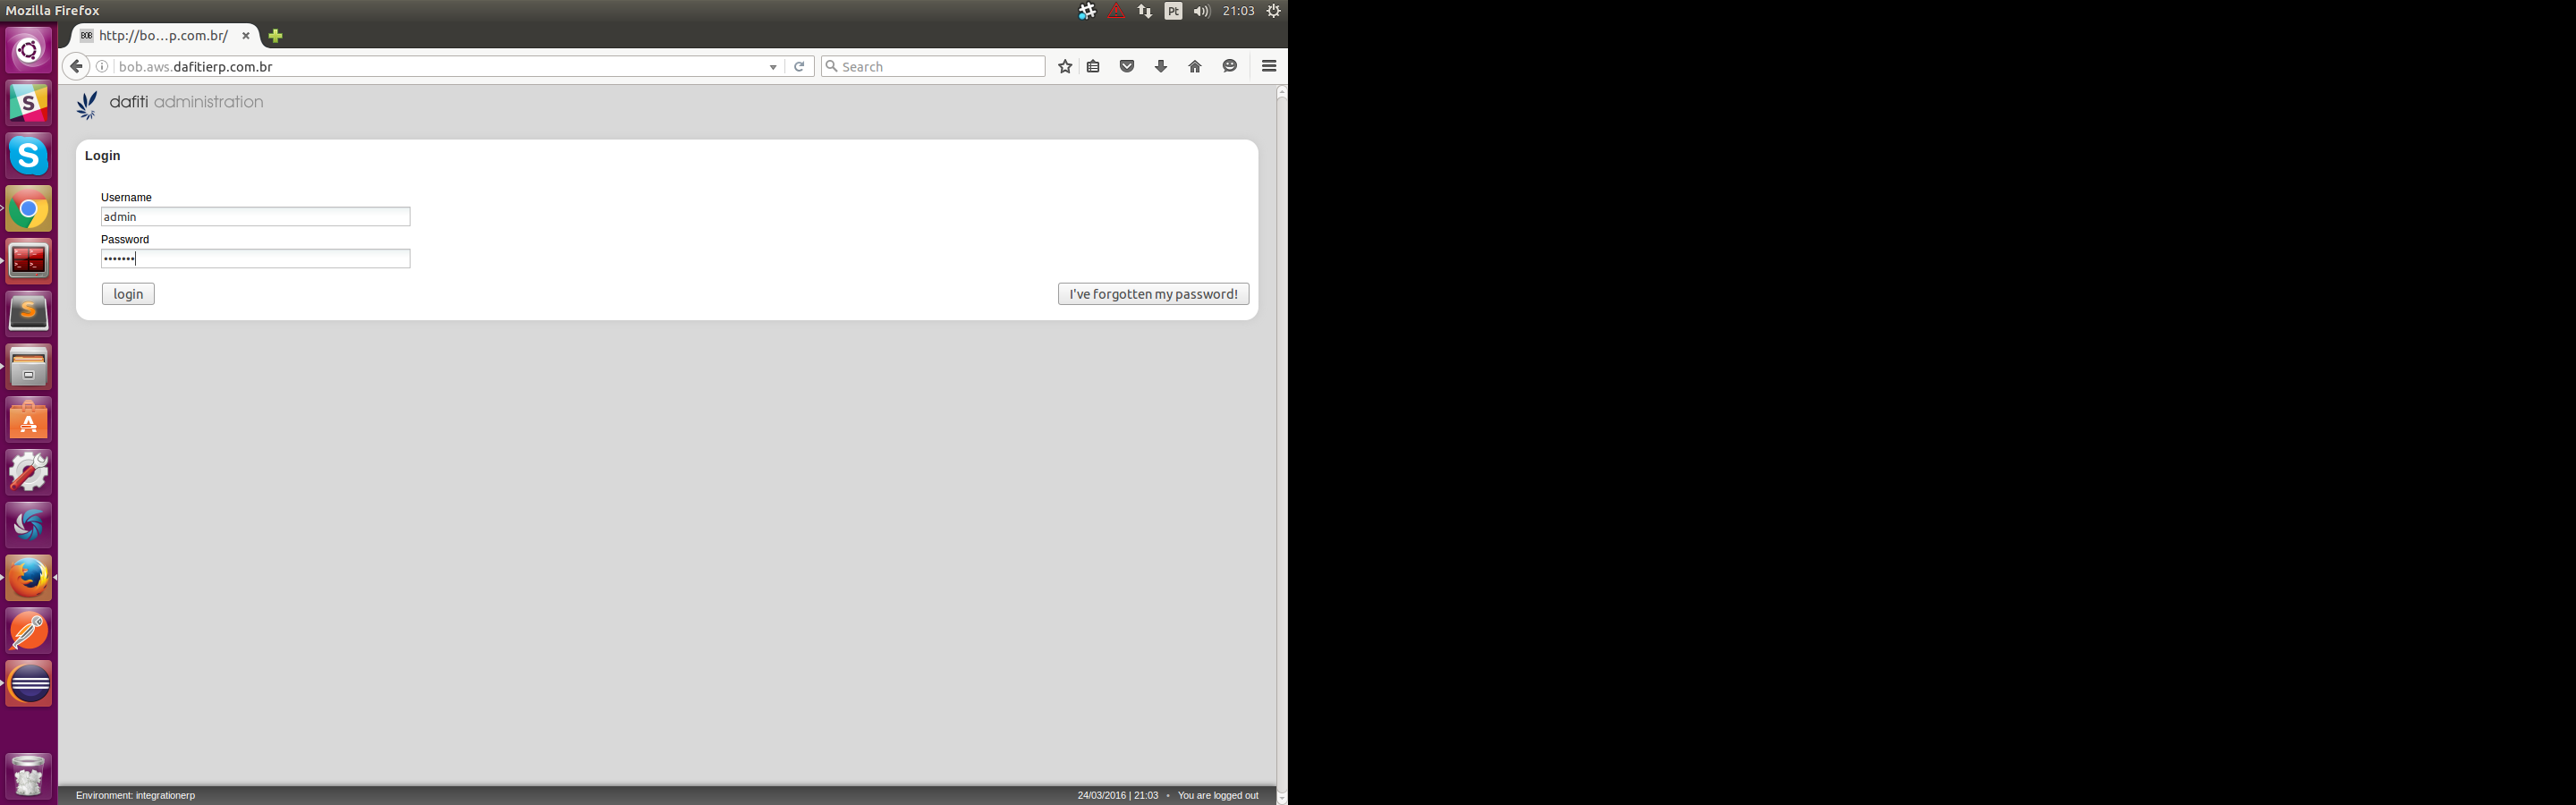 Mozilla Firefox
Pt
21:03
BOB http://bo...p.com.br/
bob.aws.dafitierp.com.br
Search
dafiti administration
Login
Username
admin
Password
•••••••
login
I've forgotten my password!
Environment: integrationerp
24/03/2016 | 21:03 • You are logged out